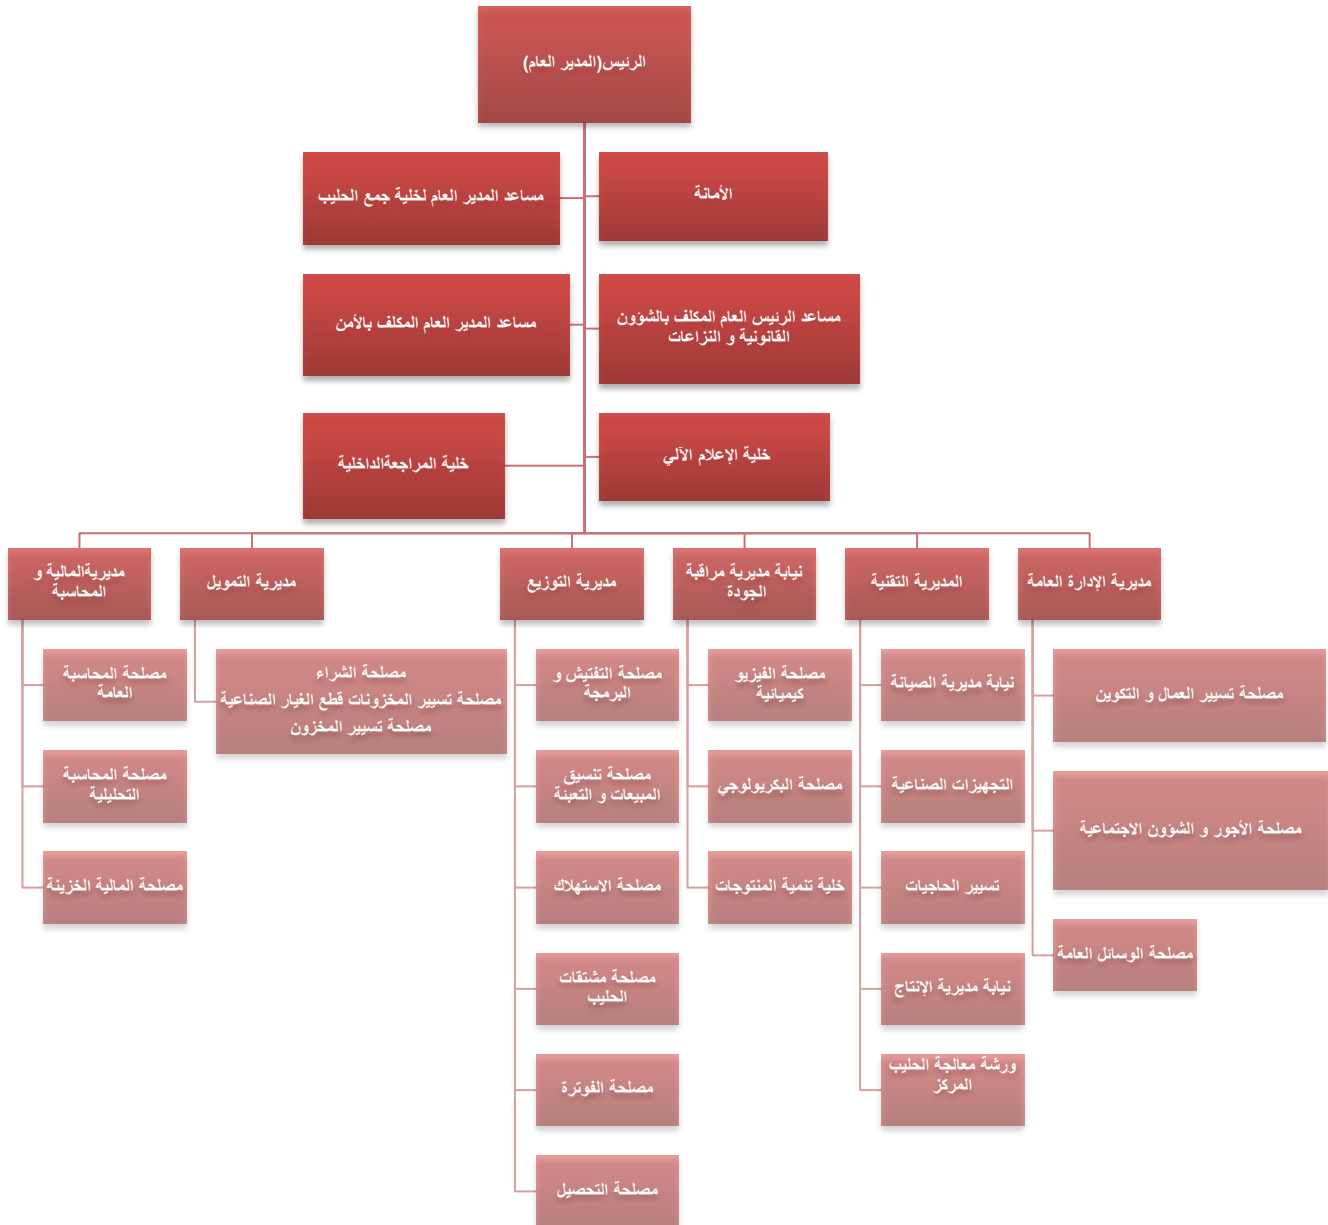 الرئيس(المدير العام)
الأمانة
مساعد المدير العام لخلية جمع الحليب
مساعد الرئيس العام المكلف بالشؤون
القانونية و النزاعات
مساعد المدير العام المكلف بالأمن
خلية الإعلام الآلي
خلية المراجعةالداخلية
مديرية الإدارة العامة
مصلحة تسيير العمال و التكوين
مصلحة الأجور و الشؤون الاجتماعية
مصلحة الوسائل العامة
المديرية التقنية
نيابة مديرية الصيانة
التجهيزات الصناعية
تسيير الحاجيات
نيابة مديرية الإنتاج
ورشة معالجة الحليب
المركز
نيابة مديرية مراقبة
الجودة
مصلحة الفيزيو
كيميائية
مصلحة البكريولوجي
خلية تنمية المنتوجات
مديرية التوزيع
مصلحة التفتيش و
البرمجة
مصلحة تنسيق
المبيعات و التعبئة
مصلحة الاستهلاك
مصلحة مشتقات
الحليب
مصلحة الفوترة
مصلحة التحصيل
مديرية التمويل
مصلحة الشراء
مصلحة تسيير المخزونات قطع الغيار الصناعية
مصلحة تسيير المخزون
مديريةالمالية و
المحاسبة
مصلحة المحاسبة
العامة
مصلحة المحاسبة
التحليلية
مصلحة المالية الخزينة